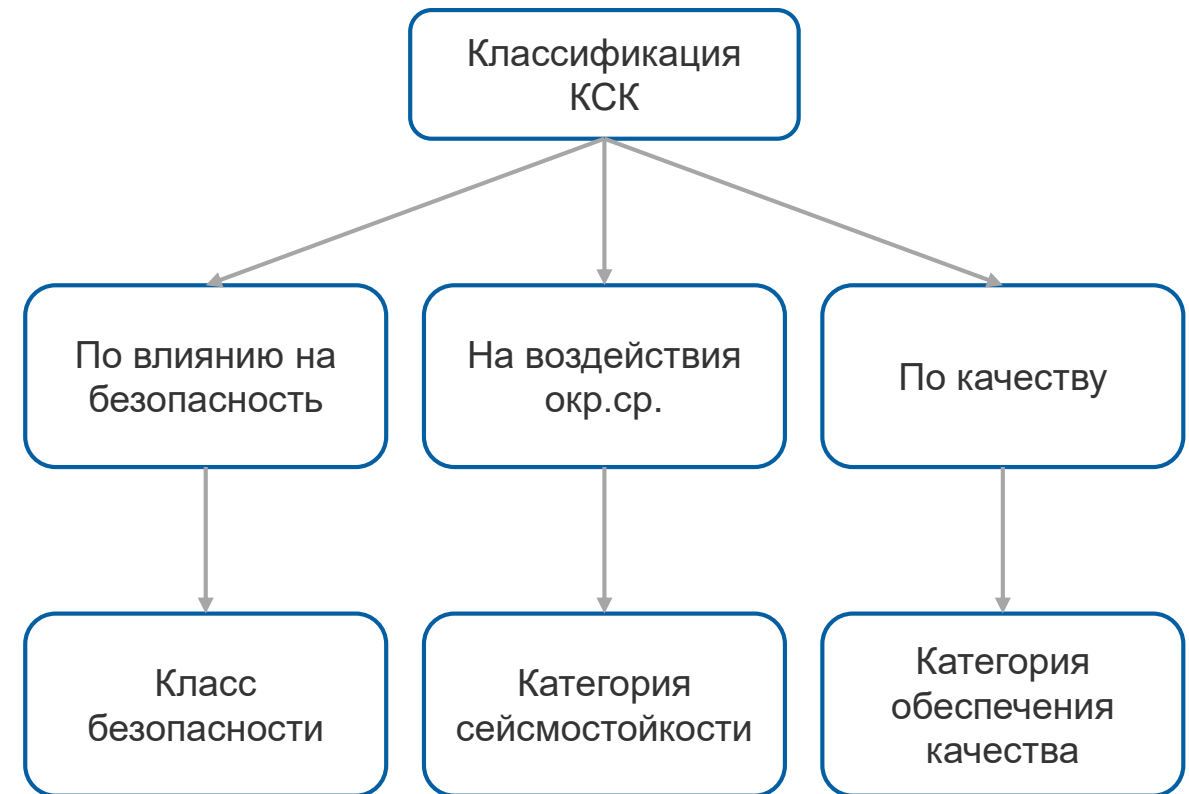 Классификация
КСК
По влиянию на
безопасность
На воздействия
окр.ср.
По качеству
Класс
безопасности
Категория
сейсмостойкости
Категория
обеспечения
качества